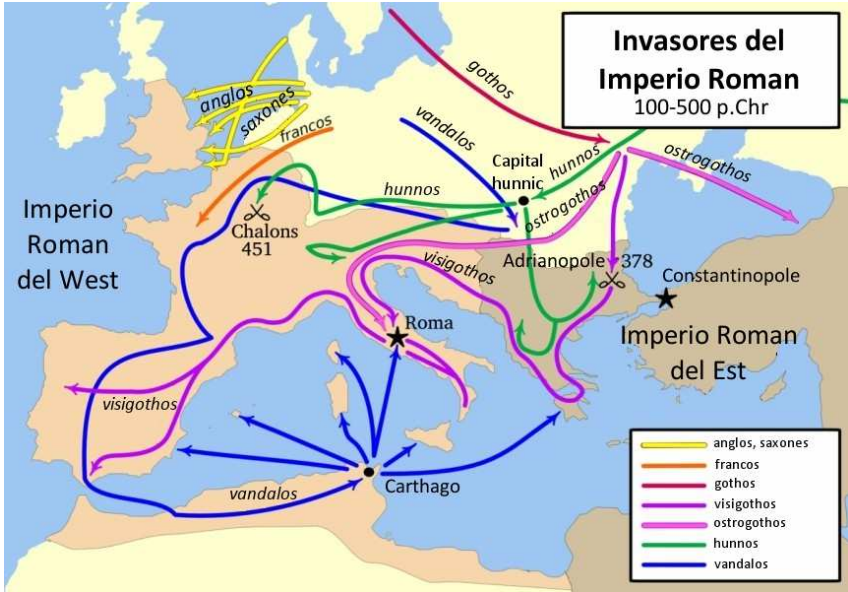 Invasores del
Imperio Roman
100-500 p.Chr
gothos
anglos
saxones
francos
vandalos
hunnos
ostrogothos
Capital
hunnic
hunnos
ostrogothos
Imperio
Roman
del West
Chalons
451
visigothos
Adrianopole 378
Constantinopole
Roma
Imperio Roman
del Est
visigothos
vandalos
Carthago
anglos, saxones
francos
gothos
visigothos
ostrogothos
hunnos
vandalos